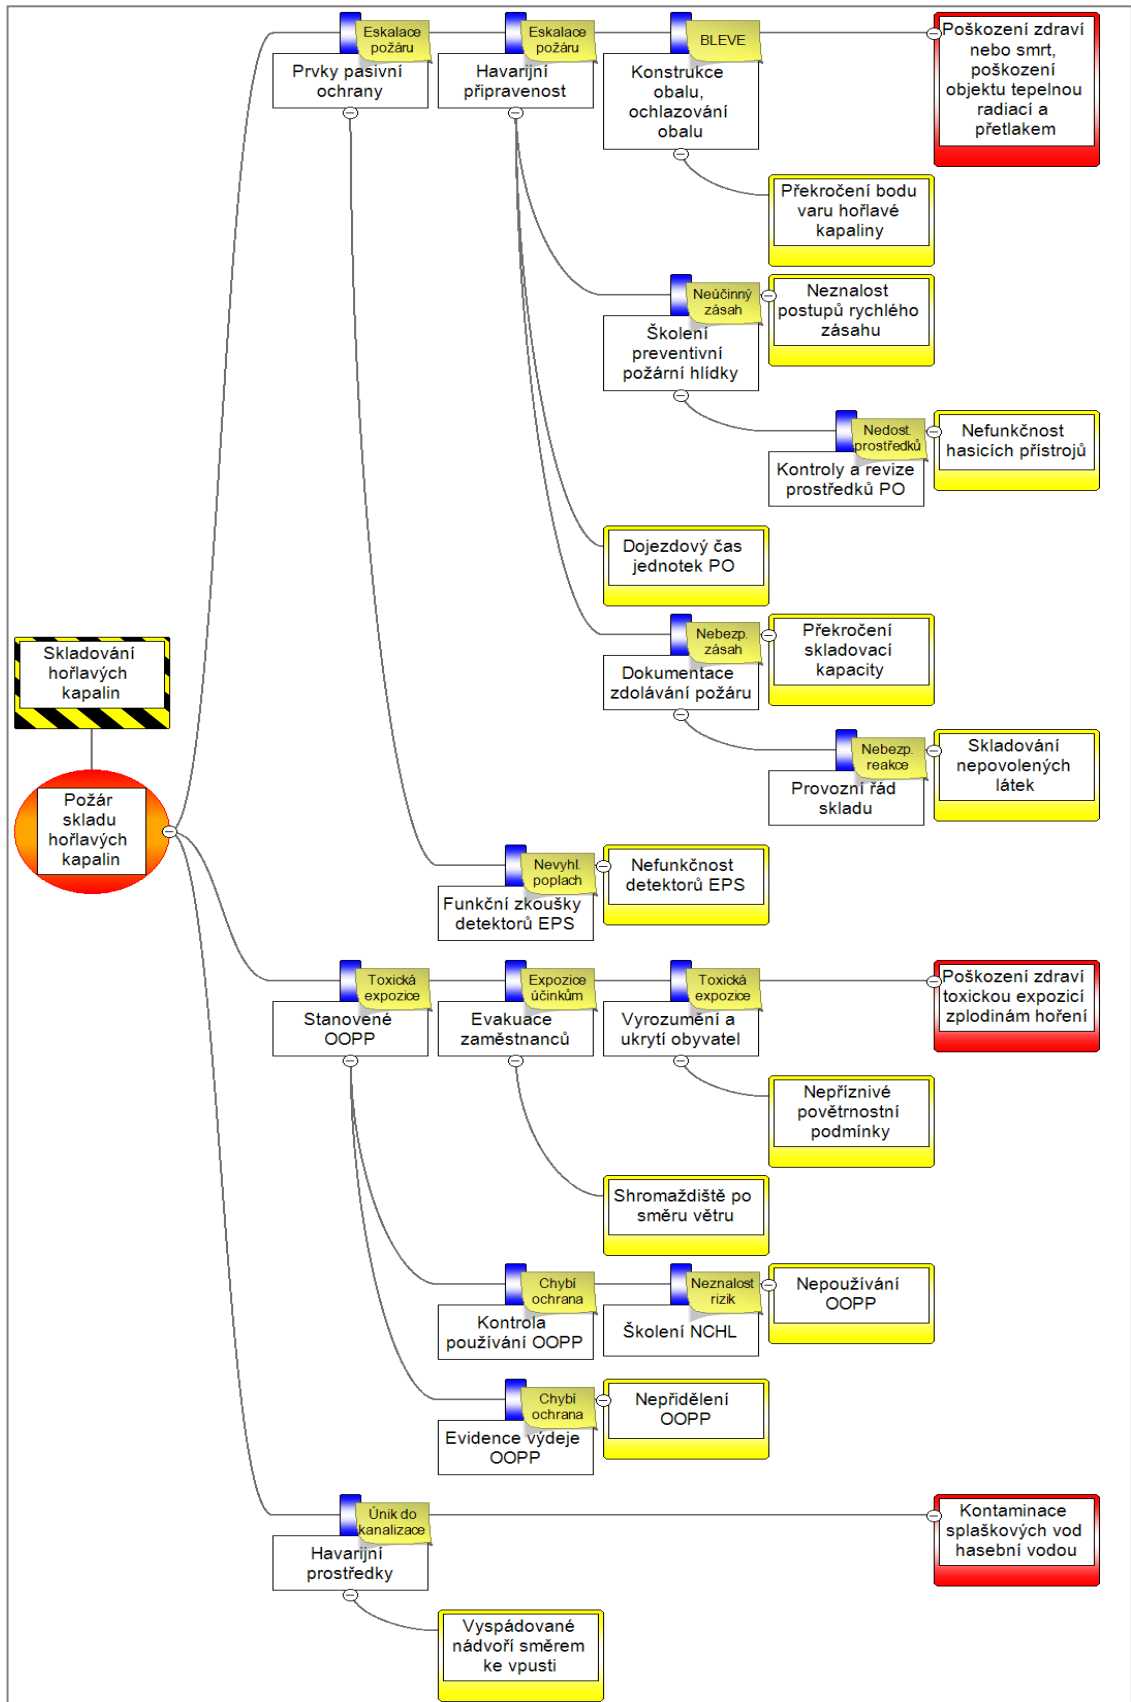 Eskalace
požáru
Prvky pasivní
ochrany
Eskalace
požáru
Havarijní
připravenost
BLEVE
Konstrukce
obalu,
ochlazování
obalu
Poškození zdraví
nebo smrt,
poškození
objektu tepelnou
radiací a
přetlakem
Překročení bodu
varu hořlavé
kapaliny
Neúčinný
zásah
Školení
preventivní
požární hlídky
Neznalost
postupů rychlého
zásahu
Nedost.
prostředků
Kontroly a revize
prostředků PO
Nefunkčnost
hasicích přístrojů
Dojezdový čas
jednotek PO
Nebezp.
zásah
Dokumentace
zdolávání požáru
Překročení
skladovací
kapacity
Skladování
hořlavých
kapalin
Nebezp.
reakce
Provozní řád
skladu
Skladování
nepovolených
látek
Požár
skladu
hořlavých
kapalin
Nevyhl.
poplach
Funkční zkoušky
detektorů EPS
Nefunkčnost
detektorů EPS
Toxická
expozice
Stanovené
OOPP
Expozice
účinkům
Evakuace
zaměstnanců
Toxická
expozice
Vyrozumění a
ukrytí obyvatel
Poškození zdraví
toxickou expozicí
zplodinám hoření
Nepříznivé
povětrnostní
podmínky
Shromaždiště po
směru větru
Chybí
ochrana
Kontrola
používání OOPP
Neznalost
rizik
Školení NCHL
Nepoužívání
OOPP
Chybí
ochrana
Evidence výdeje
OOPP
Nepřidělení
OOPP
Únik do
kanalizace
Havarijní
prostředky
Kontaminace
splaškových vod
hasební vodou
Vyspádované
nádvoří směrem
ke vpusti